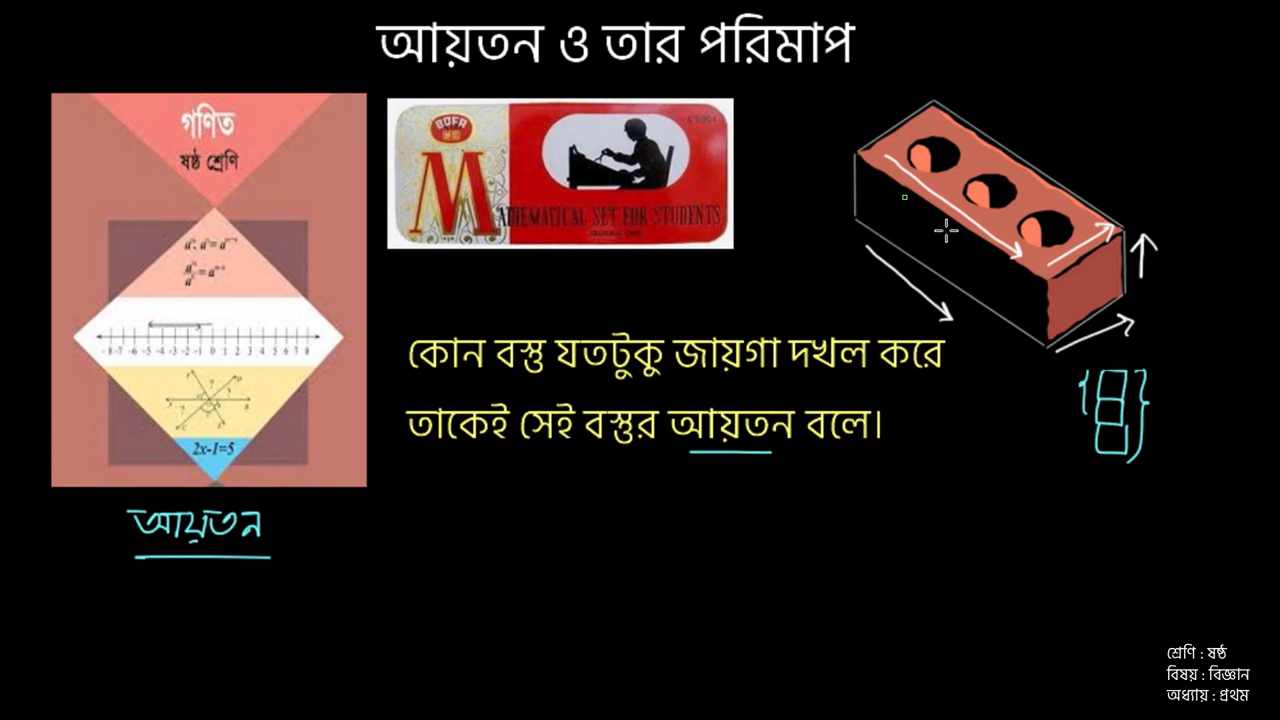 আয়তন ও তার পরিমাপ
গণিত
ষষ্ঠ শ্রেণি
2x-1=5
আয়তন
BOFA
MATHEMATICAL SET FOR STUDENTS
কোন বস্তু যতটুকু জায়গা দখল করে
তাকেই সেই বস্তুর আয়তন বলে।
শ্রেণি : ষষ্ঠ
বিষয় : বিজ্ঞান
অধ্যায় : প্রথম